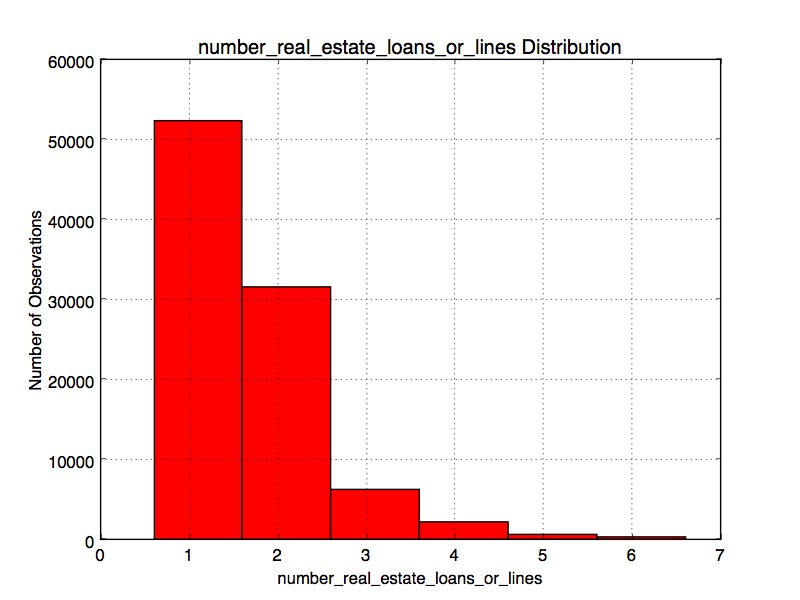 number_real_estate_loans_or_lines Distribution
60000
50000
40000
30000
20000
10000
0
Number of Observations
0 1 2 3 4 5 6 7
number_real_estate_loans_or_lines